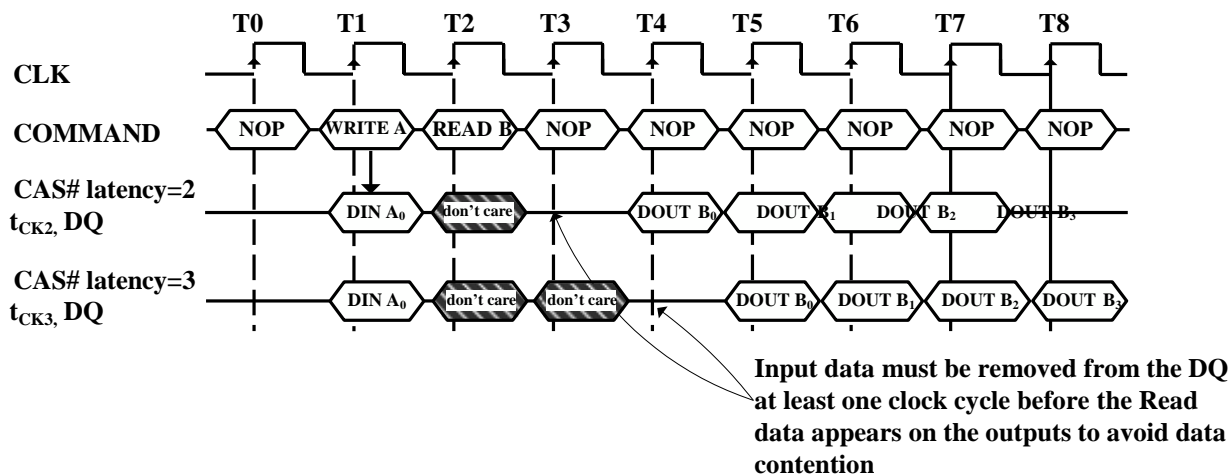 T0 T1 T2 T3 T4 T5 T6 T7 T8
CLK
COMMAND NOP WRITE A READ B NOP NOP NOP NOP NOP NOP
CAS# latency=2
t_CK2, DQ DIN A₀ don't care DOUT B₀ DOUT B₁ DOUT B₂ DOUT B₃
CAS# latency=3
t_CK3, DQ DIN A₀ don't care don't care DOUT B₀ DOUT B₁ DOUT B₂ DOUT B₃
Input data must be removed from the DQ
at least one clock cycle before the Read
data appears on the outputs to avoid data
contention